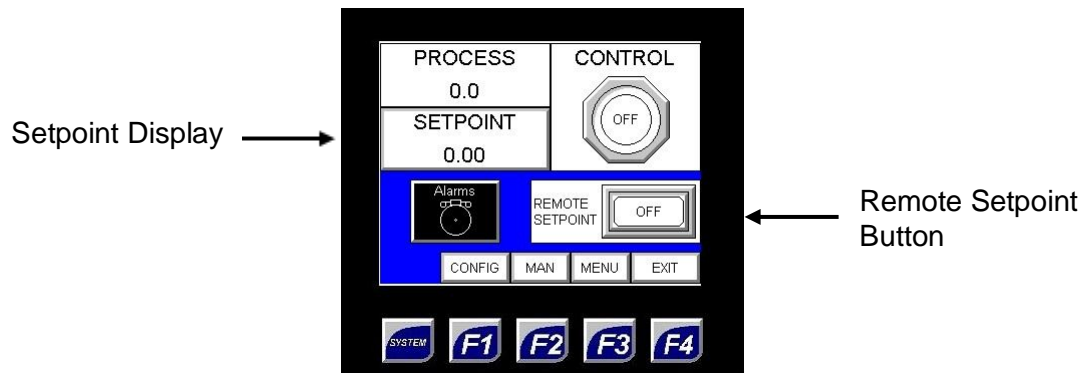 PROCESS
0.0
CONTROL
OFF
Setpoint Display
SETPOINT
0.00
Alarms
REMOTE
SETPOINT
OFF
Remote Setpoint
Button
CONFIG MAN MENU EXIT
SYSTEM F1 F2 F3 F4